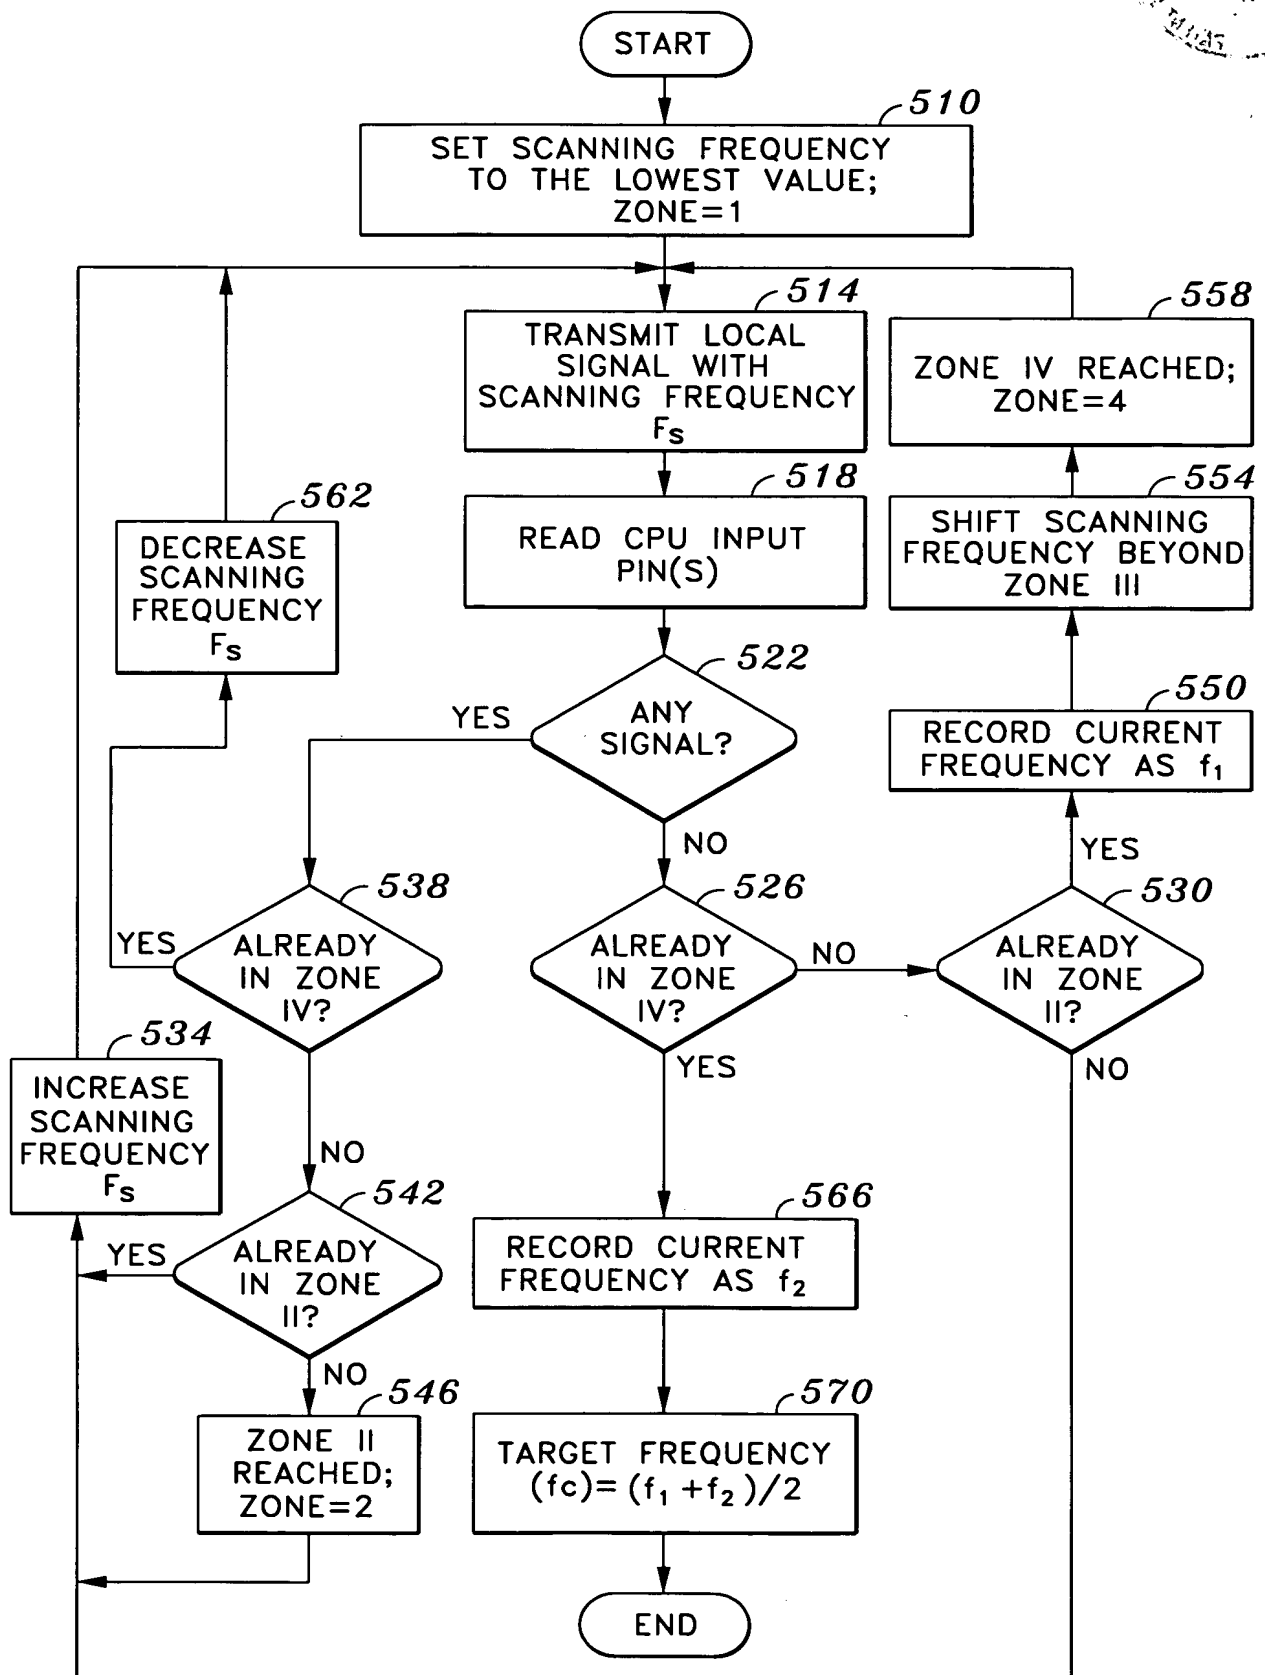 START
510
SET SCANNING FREQUENCY
TO THE LOWEST VALUE;
ZONE=1
514
TRANSMIT LOCAL
SIGNAL WITH
SCANNING FREQUENCY
Fs
558
ZONE IV REACHED;
ZONE=4
518
READ CPU INPUT
PIN(S)
554
SHIFT SCANNING
FREQUENCY BEYOND
ZONE III
562
DECREASE
SCANNING
FREQUENCY
Fs
522
ANY
SIGNAL?
YES
NO
550
RECORD CURRENT
FREQUENCY AS f1
YES
538
ALREADY
IN ZONE
IV?
YES
NO
526
ALREADY
IN ZONE
IV?
NO
YES
530
ALREADY
IN ZONE
II?
NO
534
INCREASE
SCANNING
FREQUENCY
Fs
542
ALREADY
IN ZONE
II?
YES
NO
566
RECORD CURRENT
FREQUENCY AS f2
546
ZONE II
REACHED;
ZONE=2
570
TARGET FREQUENCY
(fc)=(f1+f2)/2
END